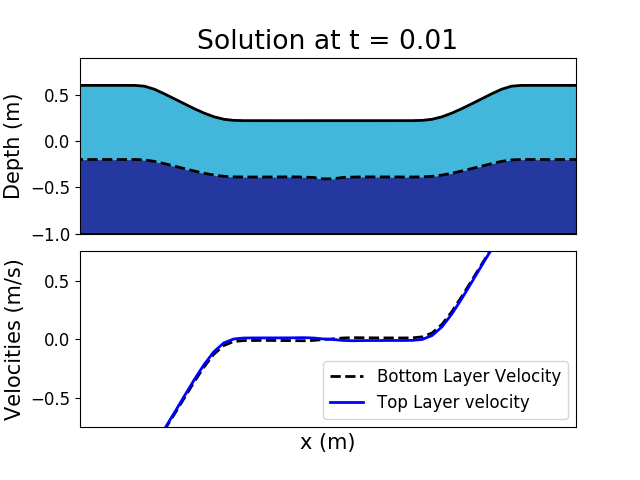 Solution at t = 0.01
Depth (m)
0.5
0.0
−0.5
−1.0
Velocities (m/s)
0.5
0.0
−0.5
Bottom Layer Velocity
Top Layer velocity
x (m)